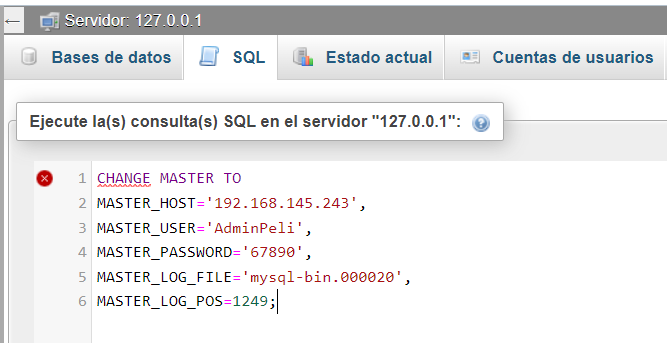 ← Servidor: 127.0.0.1
Bases de datos SQL Estado actual Cuentas de usuarios
Ejecute la(s) consulta(s) SQL en el servidor "127.0.0.1":
1 CHANGE MASTER TO
2 MASTER_HOST='192.168.145.243',
3 MASTER_USER='AdminPeli',
4 MASTER_PASSWORD='67890',
5 MASTER_LOG_FILE='mysql-bin.000020',
6 MASTER_LOG_POS=1249;